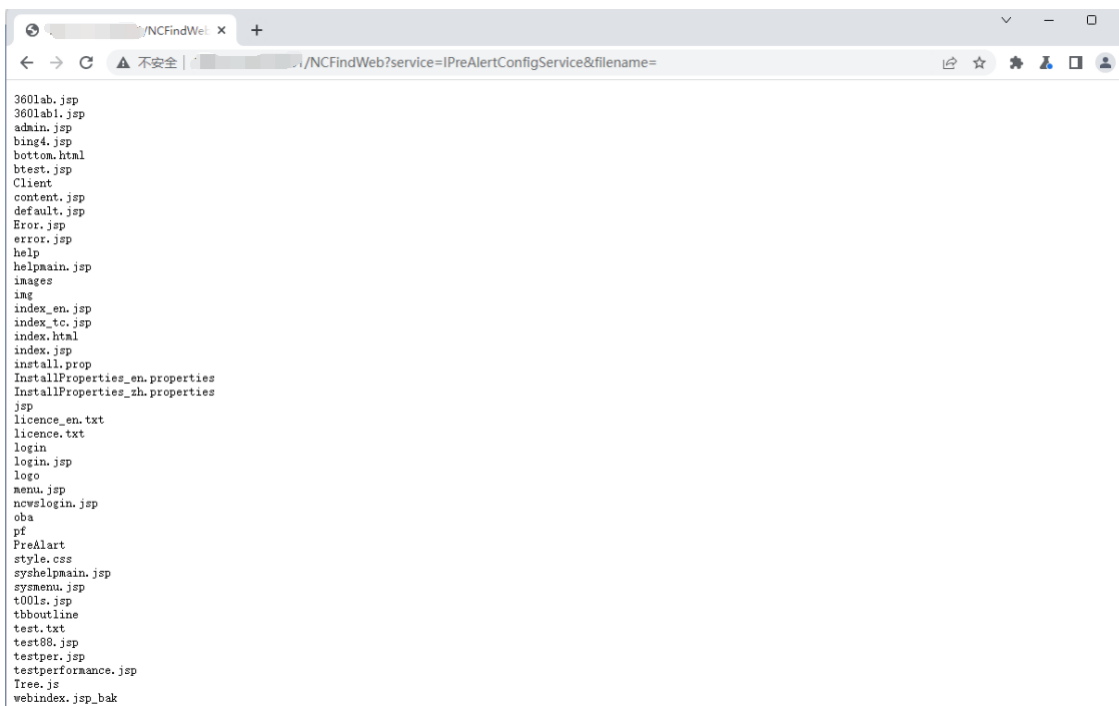 /NCFindWel
不安全
/NCFindWeb?service=IPreAlertConfigService&filename=
360lab.jsp
360lab1.jsp
admin.jsp
bing4.jsp
bottom.html
btest.jsp
Client
content.jsp
default.jsp
Eror.jsp
error.jsp
help
helpmain.jsp
images
img
index_en.jsp
index_tc.jsp
index.html
index.jsp
install.prop
InstallProperties_en.properties
InstallProperties_zh.properties
jsp
licence_en.txt
licence.txt
login
login.jsp
logo
menu.jsp
ncwslogin.jsp
oba
pf
PreAlart
style.css
syshelpmain.jsp
sysmenu.jsp
t00ls.jsp
tbboutline
test.txt
test88.jsp
testper.jsp
testperformance.jsp
Tree.js
webindex.jsp_bak